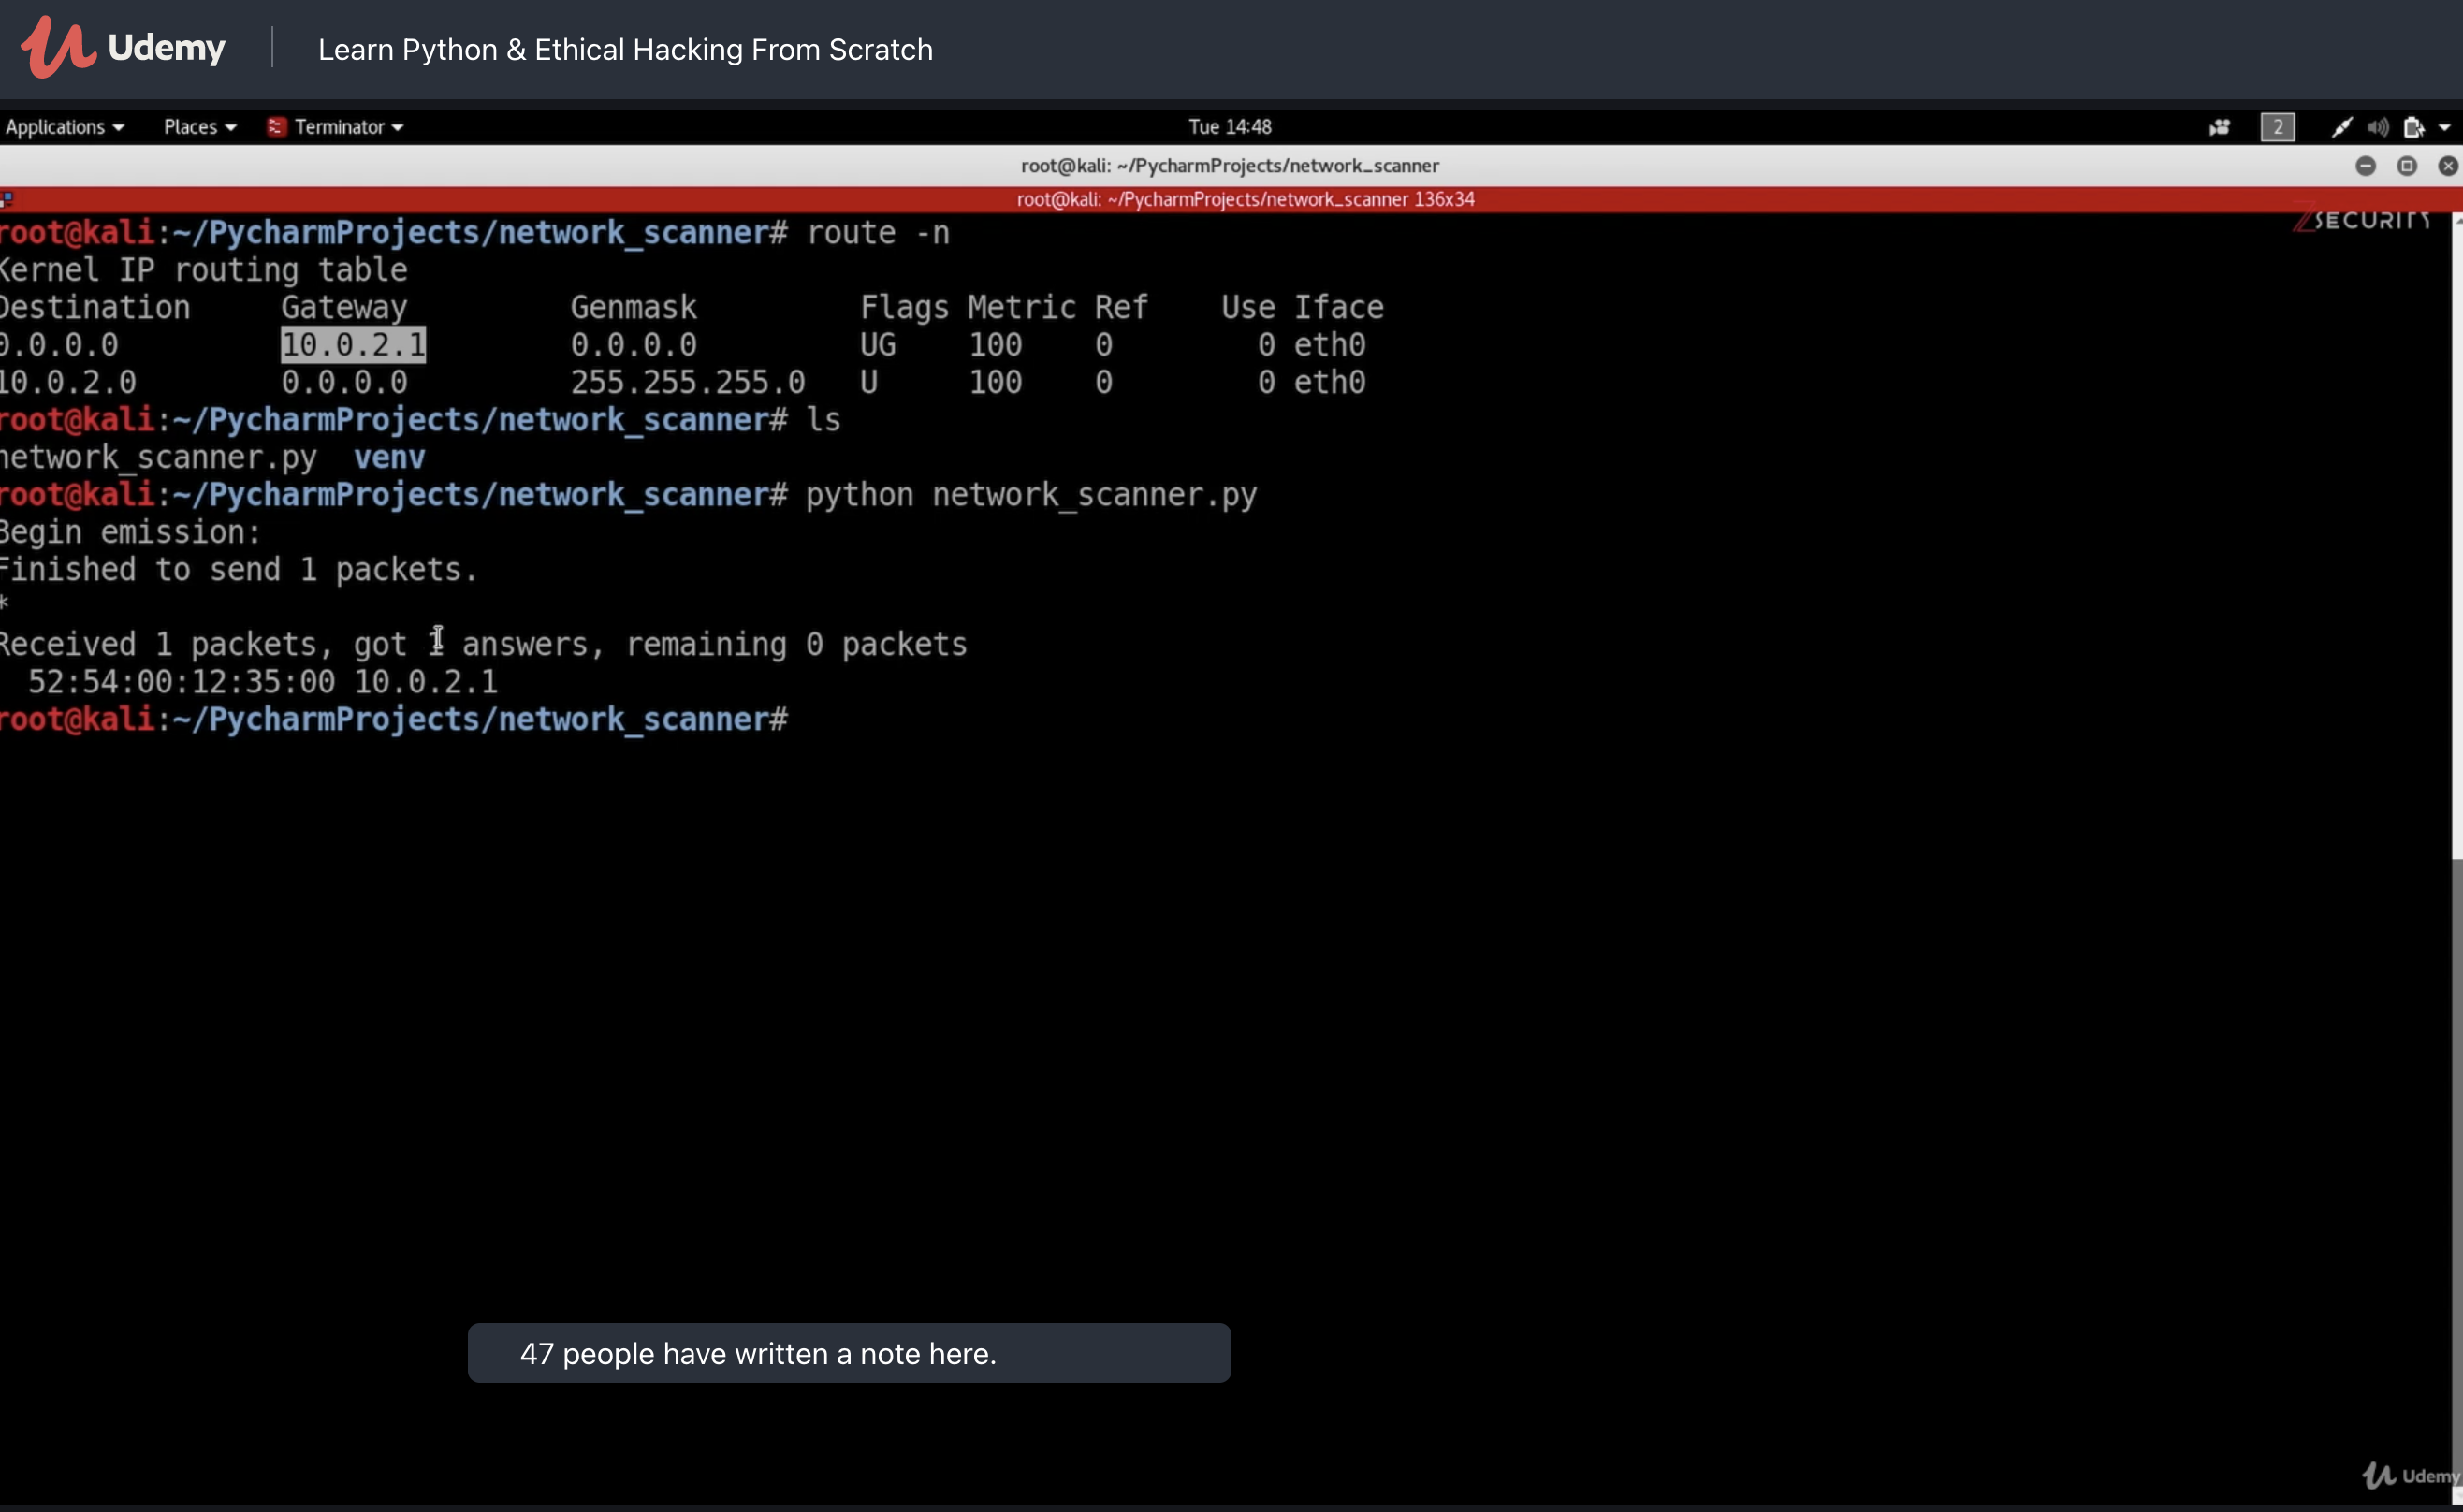 Udemy
Learn Python & Ethical Hacking From Scratch
Applications Places Terminator Tue 14:48 2
root@kali: ~/PycharmProjects/network_scanner
root@kali: ~/PycharmProjects/network_scanner 136x34
ZSECURITY
root@kali:~/PycharmProjects/network_scanner# route -n
Kernel IP routing table
Destination Gateway Genmask Flags Metric Ref Use Iface
0.0.0.0 10.0.2.1 0.0.0.0 UG 100 0 0 eth0
10.0.2.0 0.0.0.0 255.255.255.0 U 100 0 0 eth0
root@kali:~/PycharmProjects/network_scanner# ls
network_scanner.py venv
root@kali:~/PycharmProjects/network_scanner# python network_scanner.py
Begin emission:
Finished to send 1 packets.
*
Received 1 packets, got 1 answers, remaining 0 packets
52:54:00:12:35:00 10.0.2.1
root@kali:~/PycharmProjects/network_scanner#
47 people have written a note here.
Udemy